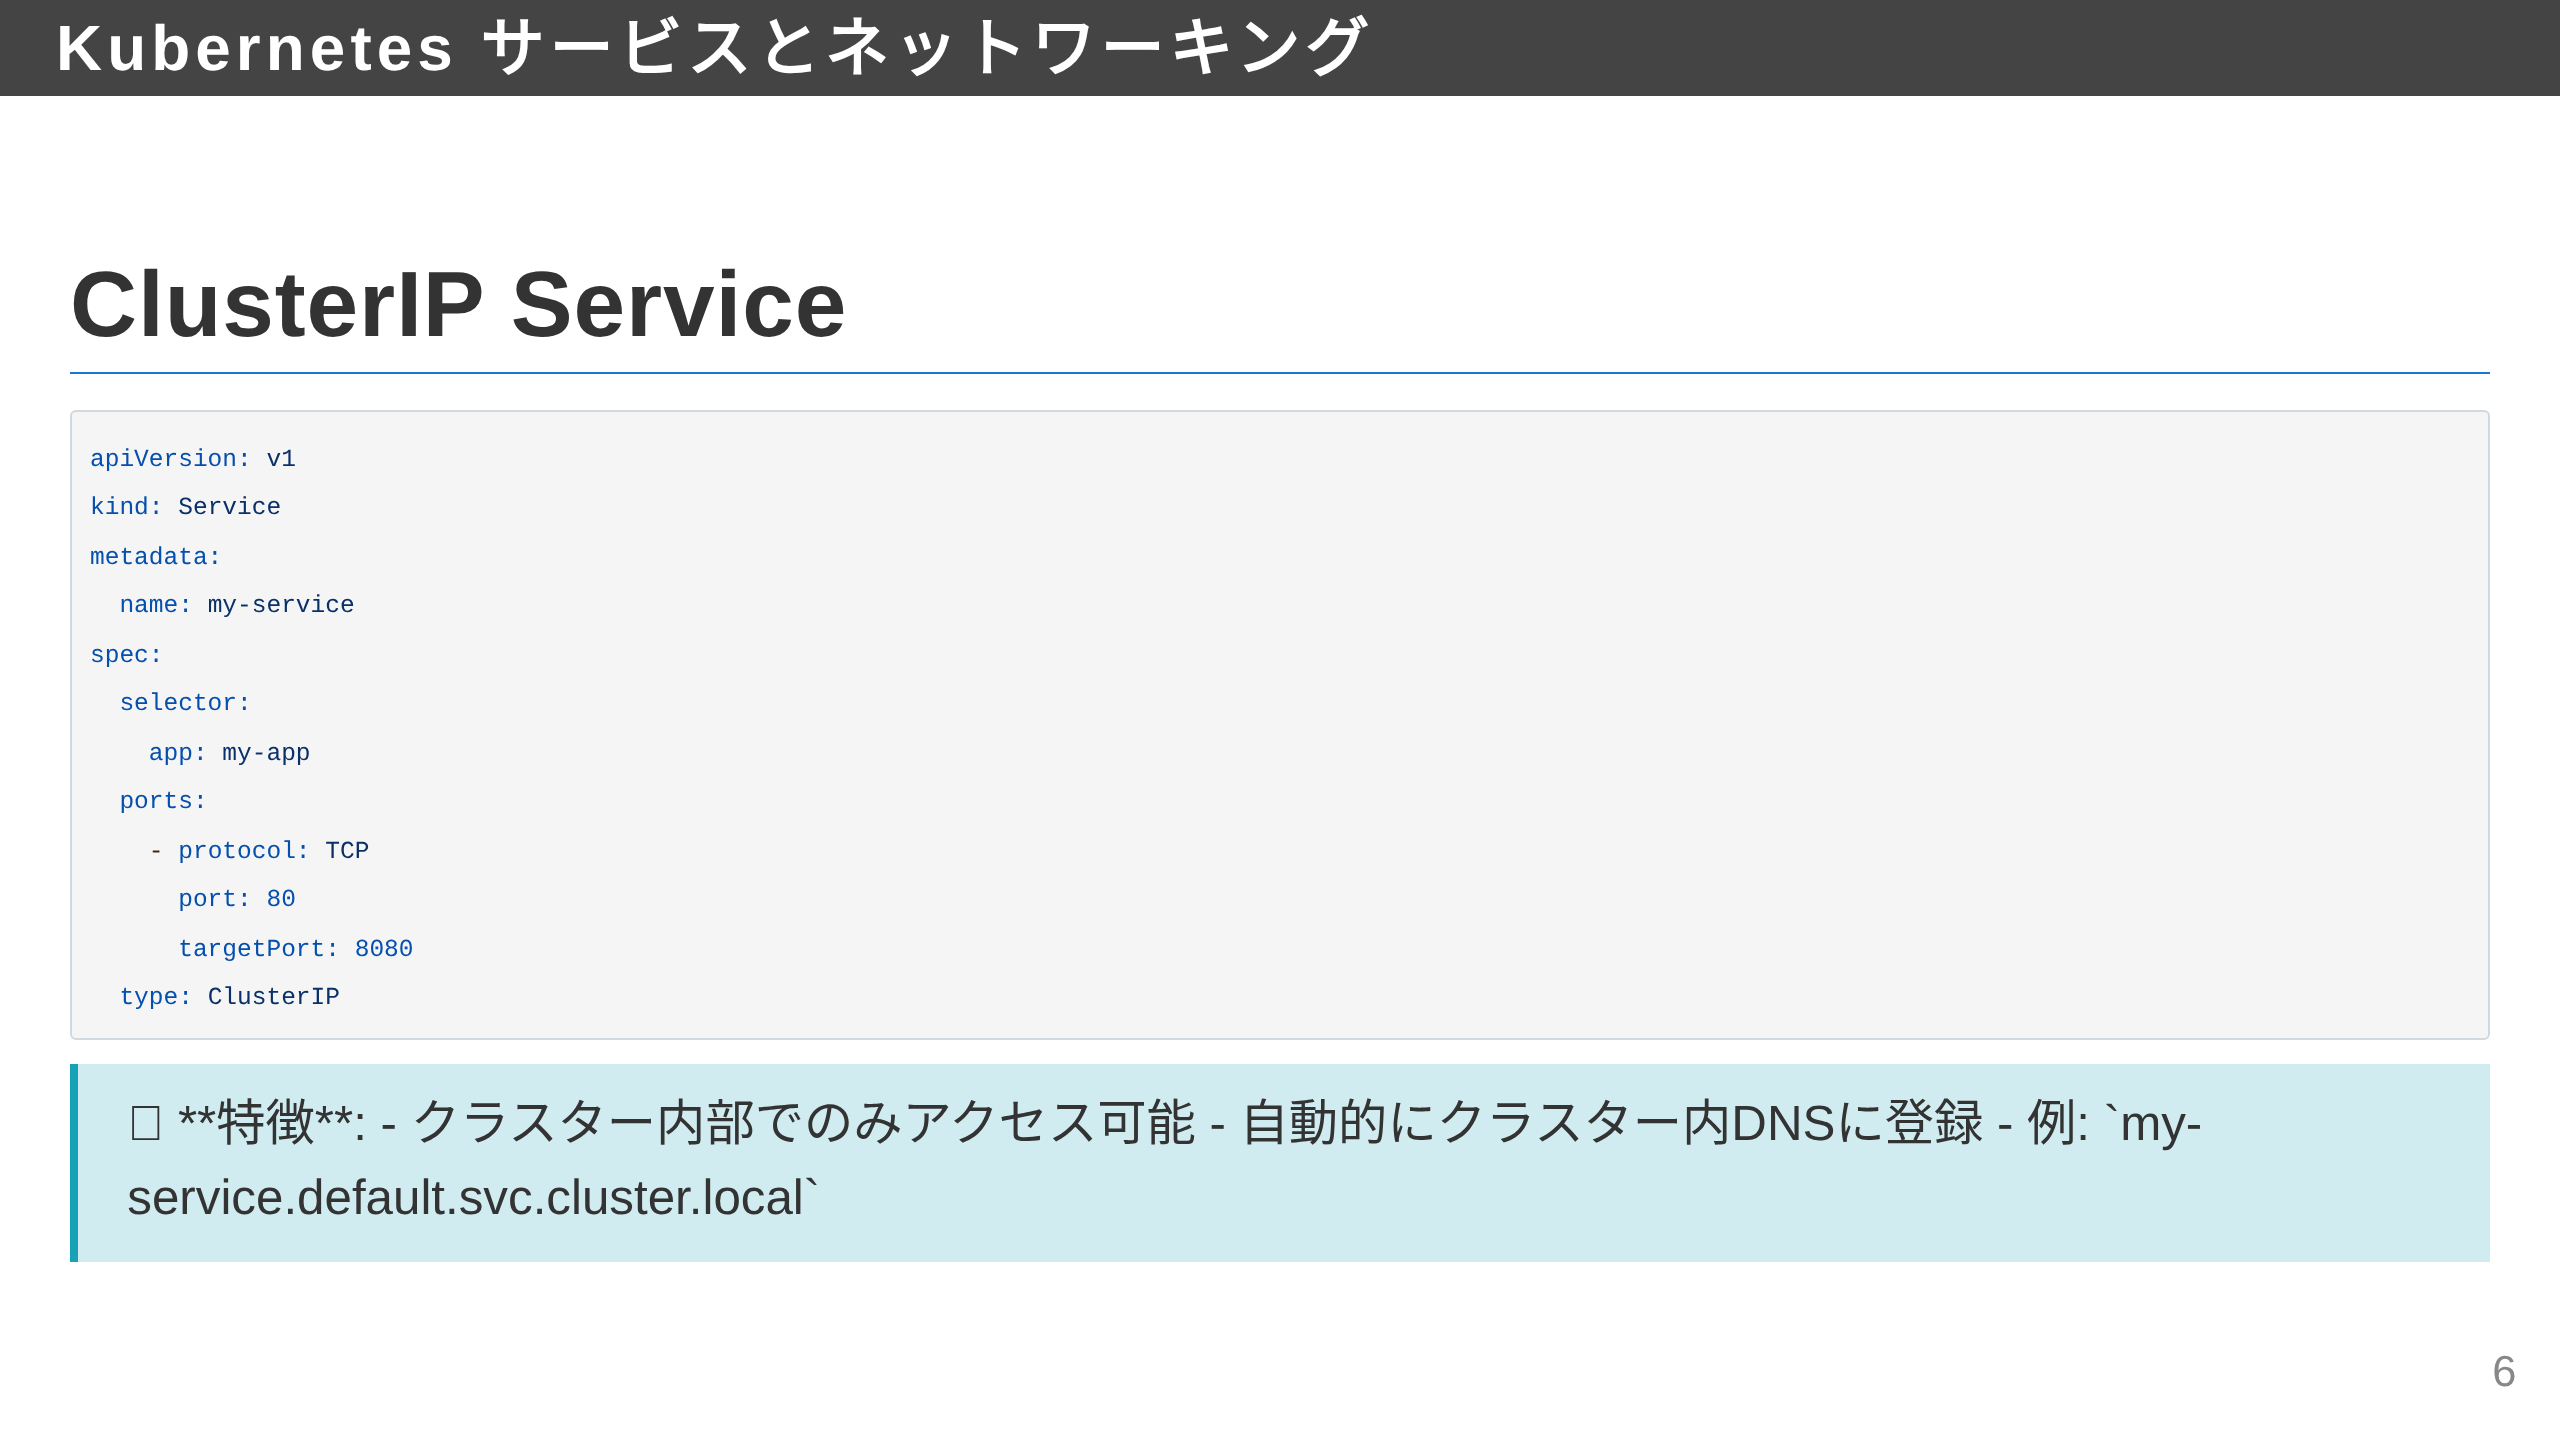 Kubernetes サービスとネットワーキング
ClusterIP Service
apiVersion: v1
kind: Service
metadata:
  name: my-service
spec:
  selector:
    app: my-app
  ports:
    - protocol: TCP
      port: 80
      targetPort: 8080
  type: ClusterIP
**特徴**: - クラスター内部でのみアクセス可能 - 自動的にクラスター内DNSに登録 - 例: `my-
service.default.svc.cluster.local`
6